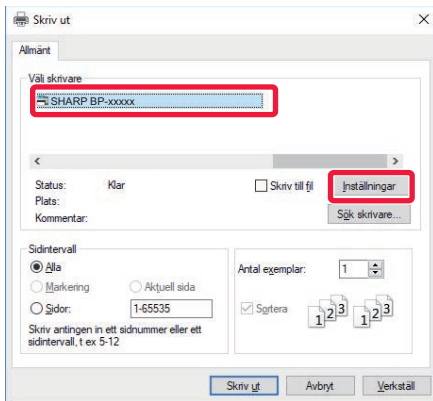 Skriv ut
Allmänt
Välj skrivare
SHARP BP-xxxxx
Status: Klar
Skriv till fil
Inställningar
Plats:
Kommentar:
Sök skrivare...
Sidintervall
Alla
Markering
Aktuell sida
Sidor: 1-65535
Skriv antingen in ett sidnummer eller ett
sidintervall, t ex 5-12
Antal exemplar: 1
Sortera
1 2 3 1 2 3
Skriv ut Avbryt Verkställ